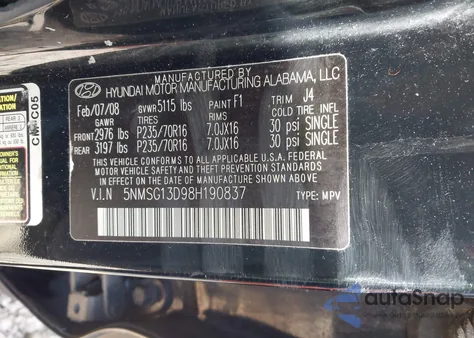 MANUFACTURED BY
HYUNDAI MOTOR MANUFACTURING ALABAMA, LLC
Feb/07/08 GVWR 5115 lbs PAINT F1 TRIM J4
GAWR TIRES RIMS COLD TIRE INF.
FRONT 2976 lbs P235/70R16 7.0JX16 30 psi SINGLE
REAR 3197 lbs P235/70R16 7.0JX16 30 psi SINGLE
THIS VEHICLE CONFORMS TO ALL APPLICABLE U.S.A. FEDERAL
MOTOR VEHICLE SAFETY, AND THEFT PREVENTION STANDARDS IN
EFFECT ON THE DATE OF MANUFACTURE SHOWN ABOVE.
V.I.N 5NMSG13D98H190837 TYPE: MPV
CM-C05
autoSnap